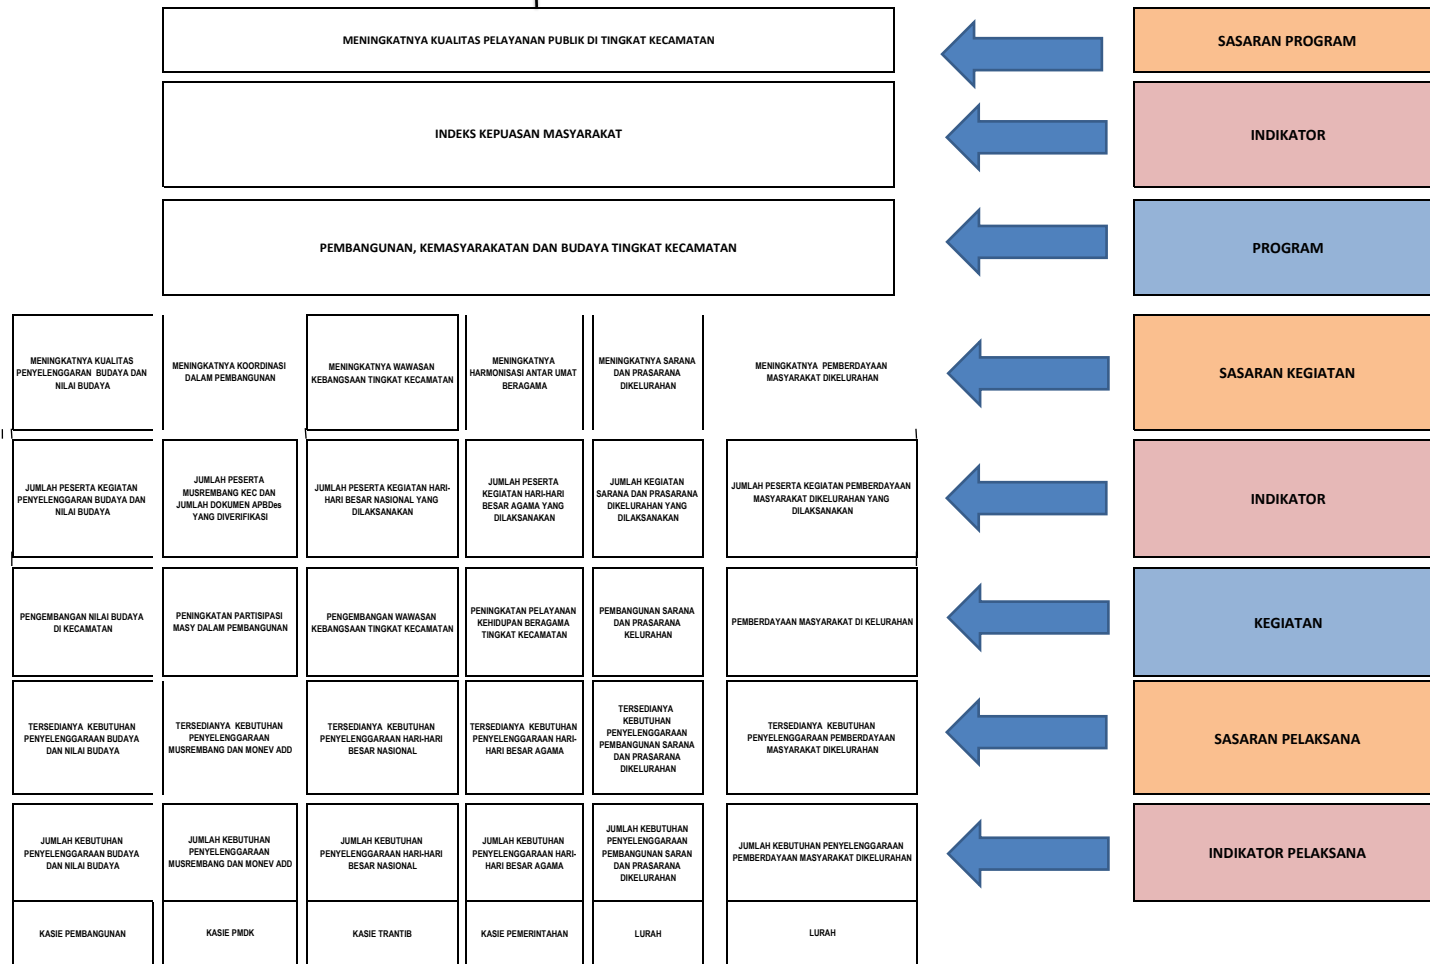 MENINGKATNYA KUALITAS PELAYANAN PUBLIK DI TINGKAT KECAMATAN
SASARAN PROGRAM
INDEKS KEPUASAN MASYARAKAT
INDIKATOR
PEMBANGUNAN, KEMASYARAKATAN DAN BUDAYA TINGKAT KECAMATAN
PROGRAM
MENINGKATNYA KUALITAS
PENYELENGGARAN BUDAYA DAN
NILAI BUDAYA
MENINGKATNYA KOORDINASI
DALAM PEMBANGUNAN
MENINGKATNYA WAWASAN
KEBANGSAAN TINGKAT KECAMATAN
MENINGKATNYA
HARMONISASI ANTAR UMAT
BERAGAMA
MENINGKATNYA SARANA
DAN PRASARANA
DIKELURAHAN
MENINGKATNYA PEMBERDAYAAN
MASYARAKAT DIKELURAHAN
SASARAN KEGIATAN
JUMLAH PESERTA KEGIATAN
PENYELENGGARAN BUDAYA DAN
NILAI BUDAYA
JUMLAH PESERTA
MUSREMBANG KEC DAN
JUMLAH DOKUMEN APBDes
YANG DIVERIFIKASI
JUMLAH PESERTA KEGIATAN HARI-
HARI BESAR NASIONAL YANG
DILAKSANAKAN
JUMLAH PESERTA
KEGIATAN HARI-HARI
BESAR AGAMA YANG
DILAKSANAKAN
JUMLAH KEGIATAN
SARANA DAN PRASARANA
DIKELURAHAN YANG
DILAKSANAKAN
JUMLAH PESERTA KEGIATAN PEMBERDAYAAN
MASYARAKAT DIKELURAHAN YANG
DILAKSANAKAN
INDIKATOR
PENGEMBANGAN NILAI BUDAYA
DI KECAMATAN
PENINGKATAN PARTISIPASI
MASY DALAM PEMBANGUNAN
PENGEMBANGAN WAWASAN
KEBANGSAAN TINGKAT KECAMATAN
PENINGKATAN PELAYANAN
KEHIDUPAN BERAGAMA
TINGKAT KECAMATAN
PEMBANGUNAN SARANA
DAN PRASARANA
KELURAHAN
PEMBERDAYAAN MASYARAKAT DI KELURAHAN
KEGIATAN
TERSEDIANYA KEBUTUHAN
PENYELENGGARAAN BUDAYA
DAN NILAI BUDAYA
TERSEDIANYA KEBUTUHAN
PENYELENGGARAAN
MUSREMBANG DAN MONEV ADD
TERSEDIANYA KEBUTUHAN
PENYELENGGARAAN HARI-HARI
BESAR NASIONAL
TERSEDIANYA KEBUTUHAN
PENYELENGGARAAN HARI-
HARI BESAR AGAMA
TERSEDIANYA
KEBUTUHAN
PENYELENGGARAAN
PEMBANGUNAN SARANA
DAN PRASARANA
DIKELURAHAN
TERSEDIANYA KEBUTUHAN
PENYELENGGARAAN PEMBERDAYAAN
MASYARAKAT DIKELURAHAN
SASARAN PELAKSANA
JUMLAH KEBUTUHAN
PENYELENGGARAAN BUDAYA
DAN NILAI BUDAYA
JUMLAH KEBUTUHAN
PENYELENGGARAAN
MUSREMBANG DAN MONEV ADD
JUMLAH KEBUTUHAN
PENYELENGGARAAN HARI-HARI
BESAR NASIONAL
JUMLAH KEBUTUHAN
PENYELENGGARAAN HARI-
HARI BESAR AGAMA
JUMLAH KEBUTUHAN
PENYELENGGARAAN
PEMBANGUNAN SARAN
DAN PRASARANA
DIKELURAHAN
JUMLAH KEBUTUHAN PENYELENGGARAAN
PEMBERDAYAAN MASYARAKAT DIKELURAHAN
INDIKATOR PELAKSANA
KASIE PEMBANGUNAN
KASIE PMDK
KASIE TRANTIB
KASIE PEMERINTAHAN
LURAH
LURAH